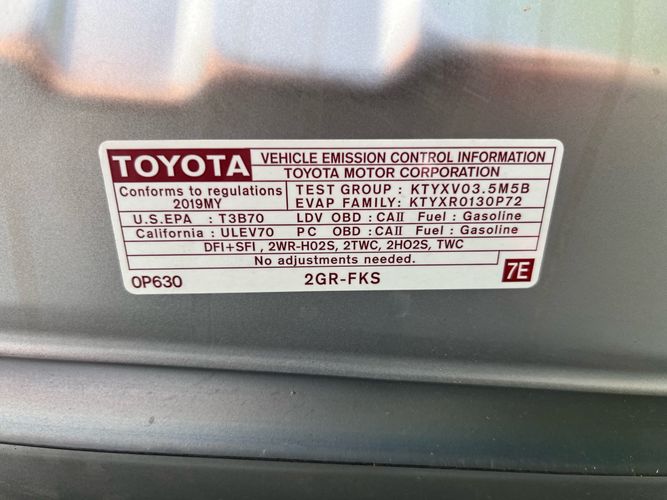 TOYOTA VEHICLE EMISSION CONTROL INFORMATION
TOYOTA MOTOR CORPORATION
Conforms to regulations
2019MY
TEST GROUP : KTYXV03.5M5B
EVAP FAMILY: KTYXR0130P72
U.S.EPA : T3B70 LDV OBD : CAII Fuel : Gasoline
California : ULEV70 PC OBD : CAII Fuel : Gasoline
DFI+SFI , 2WR-HO2S, 2TWC, 2HO2S, TWC
No adjustments needed.
0P630 2GR-FKS 7E